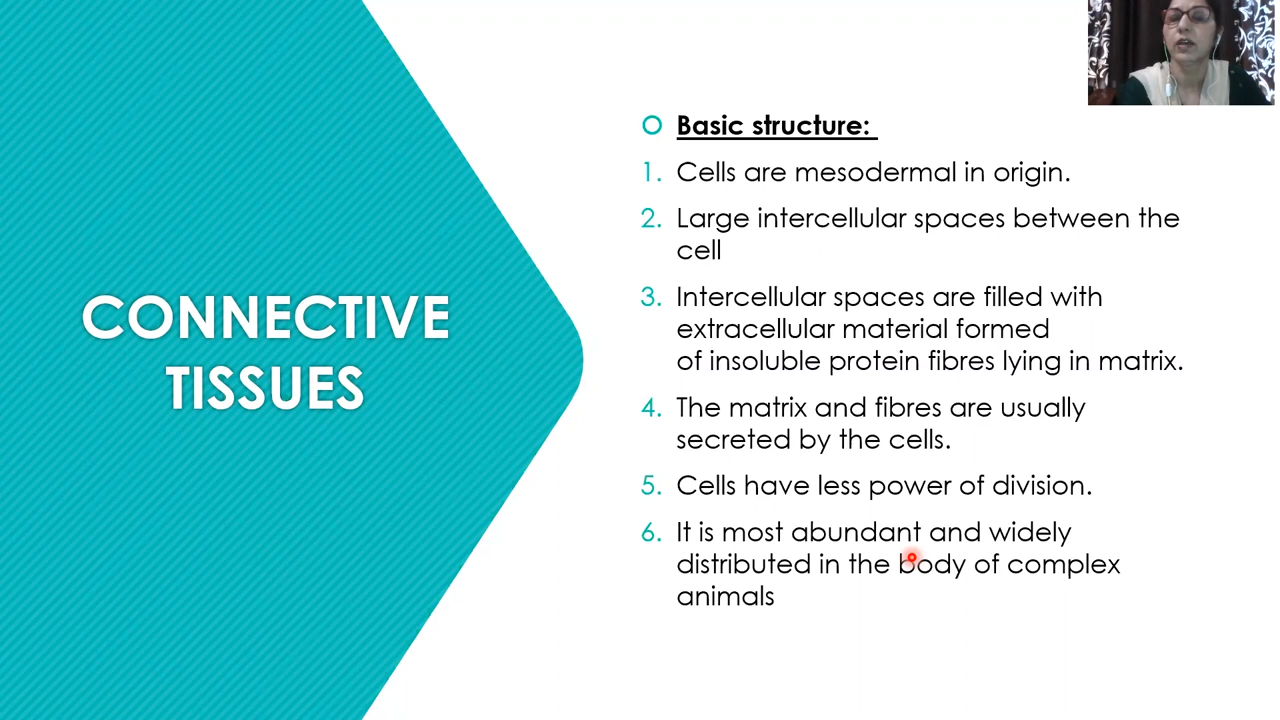 CONNECTIVE
TISSUES
Basic structure:
1. Cells are mesodermal in origin.
2. Large intercellular spaces between the
cell
3. Intercellular spaces are filled with
extracellular material formed
of insoluble protein fibres lying in matrix.
4. The matrix and fibres are usually
secreted by the cells.
5. Cells have less power of division.
6. It is most abundant and widely
distributed in the body of complex
animals